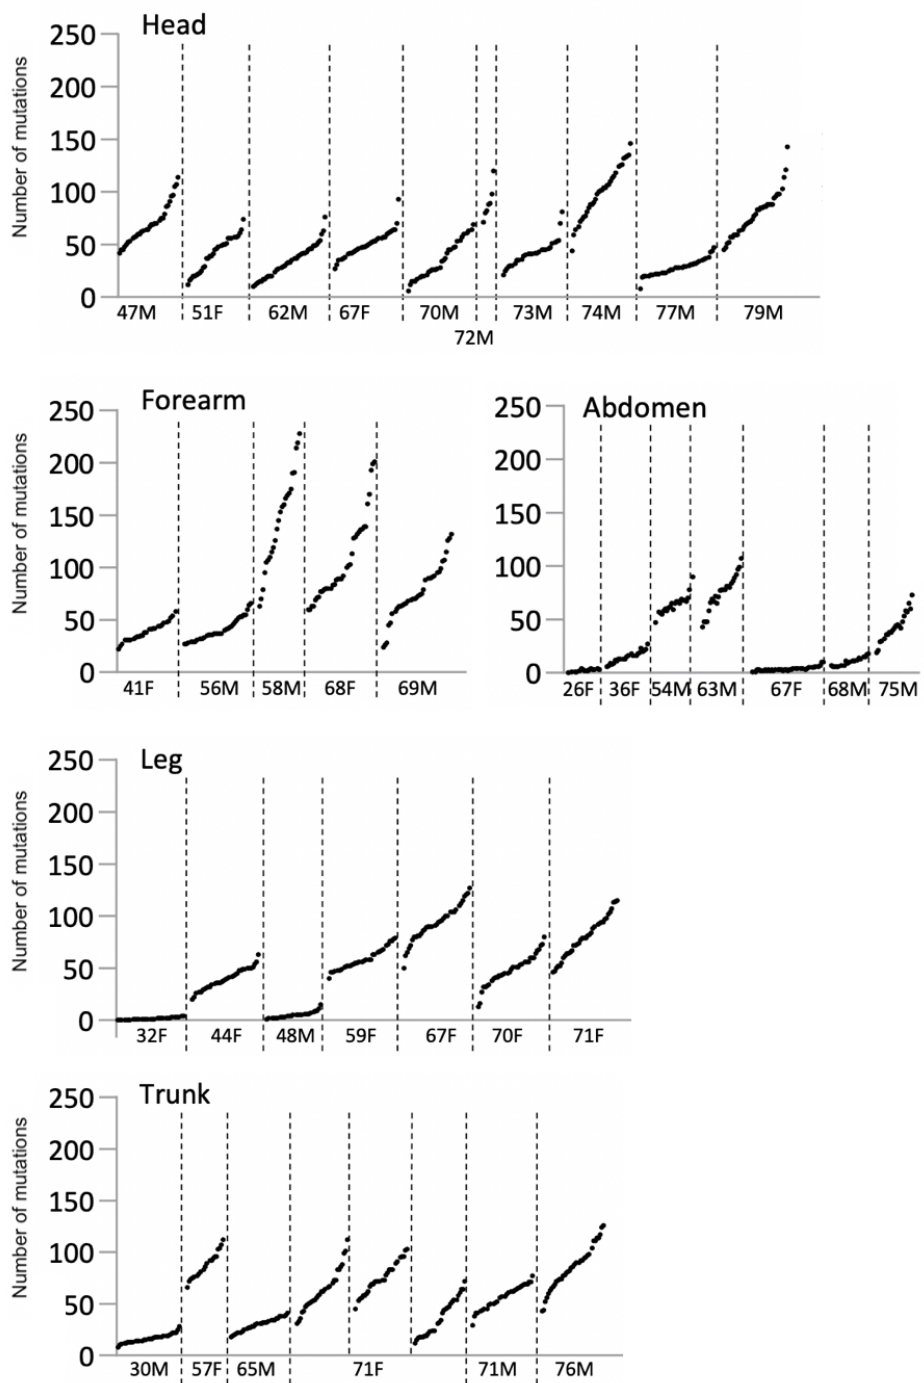 Head
Number of mutations
250
200
150
100
50
0
47M 51F 62M 67F 70M 73M 74M 77M 79M
72M
Forearm
Number of mutations
250
200
150
100
50
0
41F 56M 58M 68F 69M
Abdomen
250
200
150
100
50
0
26F 36F 54M 63M 67F 68M 75M
Leg
Number of mutations
250
200
150
100
50
0
32F 44F 48M 59F 67F 70F 71F
Trunk
Number of mutations
250
200
150
100
50
0
30M 57F 65M 71F 71M 76M